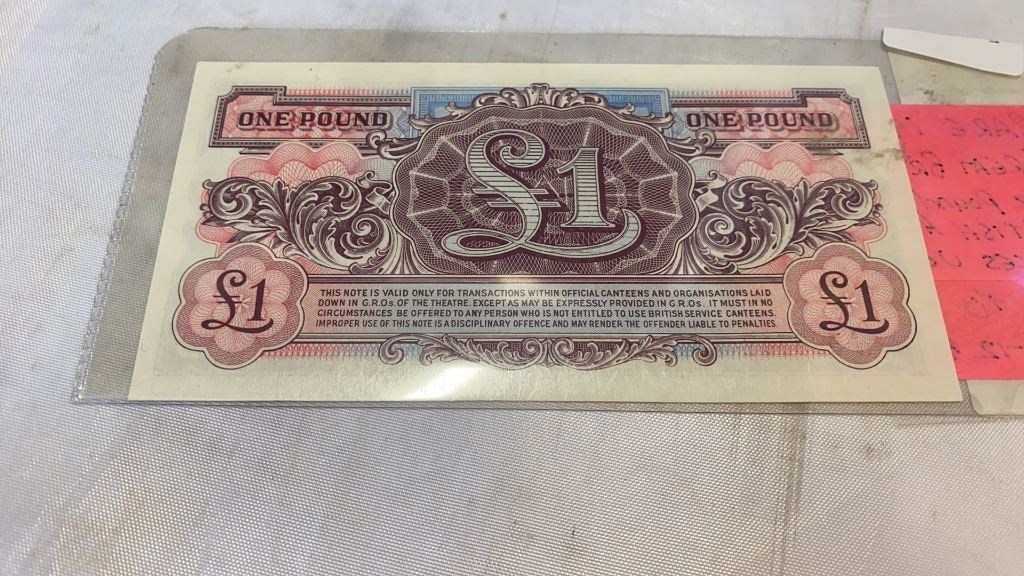 ONE POUND
ONE POUND
£1
£1
THIS NOTE IS VALID ONLY FOR TRANSACTIONS WITHIN OFFICIAL CANTEENS AND ORGANISATIONS LAID
DOWN IN G.R.Os. OF THE THEATRE. EXCEPT AS MAY BE EXPRESSLY PROVIDED IN G.R.Os. IT MUST IN NO
CIRCUMSTANCES BE OFFERED TO ANY PERSON WHO IS NOT ENTITLED TO USE BRITISH SERVICE CANTEENS.
IMPROPER USE OF THIS NOTE IS A DISCIPLINARY OFFENCE AND MAY RENDER THE OFFENDER LIABLE TO PENALTIES
£1